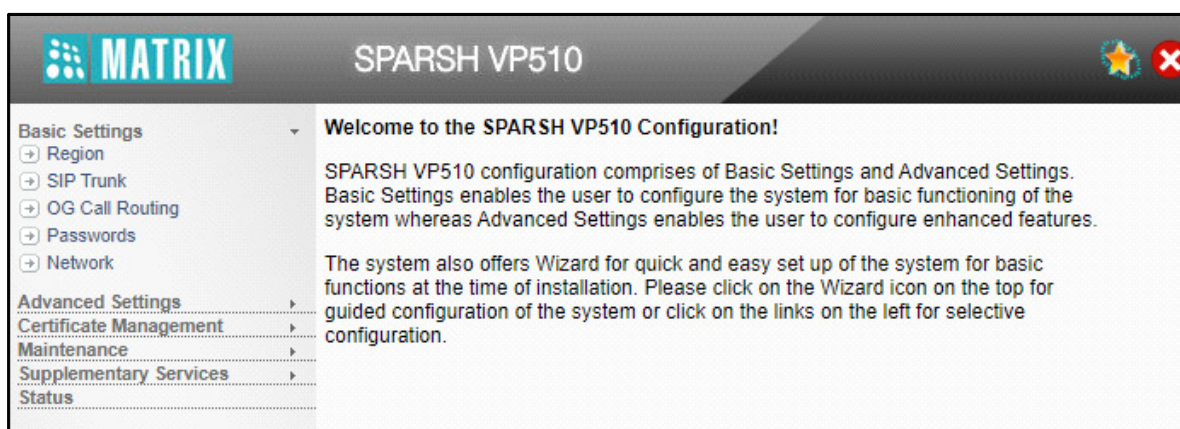 MATRIX
SPARSH VP510
Basic Settings
Region
SIP Trunk
OG Call Routing
Passwords
Network
Advanced Settings
Certificate Management
Maintenance
Supplementary Services
Status
Welcome to the SPARSH VP510 Configuration!
SPARSH VP510 configuration comprises of Basic Settings and Advanced Settings.
Basic Settings enables the user to configure the system for basic functioning of the
system whereas Advanced Settings enables the user to configure enhanced features.
The system also offers Wizard for quick and easy set up of the system for basic
functions at the time of installation. Please click on the Wizard icon on the top for
guided configuration of the system or click on the links on the left for selective
configuration.